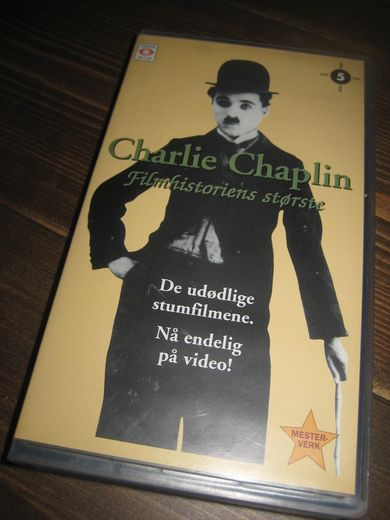 5
Charlie Chaplin
Filmhistoriens største
De udødlige
stumfilmene.
Nå endelig
på video!
MESTER-
VERK